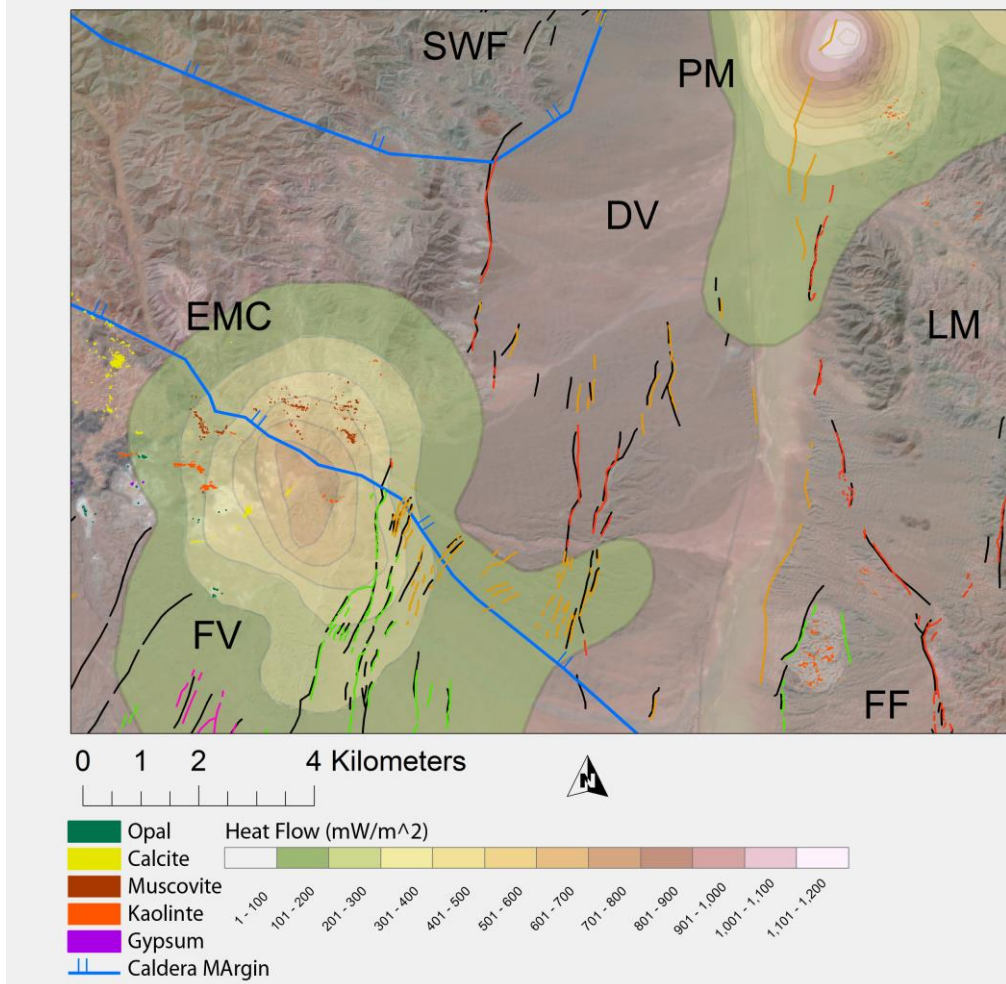 SWF
PM
DV
EMC
LM
FV
FF
0 1 2 4 Kilometers
N
Opal
Calcite
Muscovite
Kaolinte
Gypsum
Caldera MArgin
Heat Flow (mW/m^2)
1 - 100
101 - 200
201 - 300
301 - 400
401 - 500
501 - 600
601 - 700
701 - 800
801 - 900
901 - 1,000
1,001 - 1,100
1,101 - 1,200